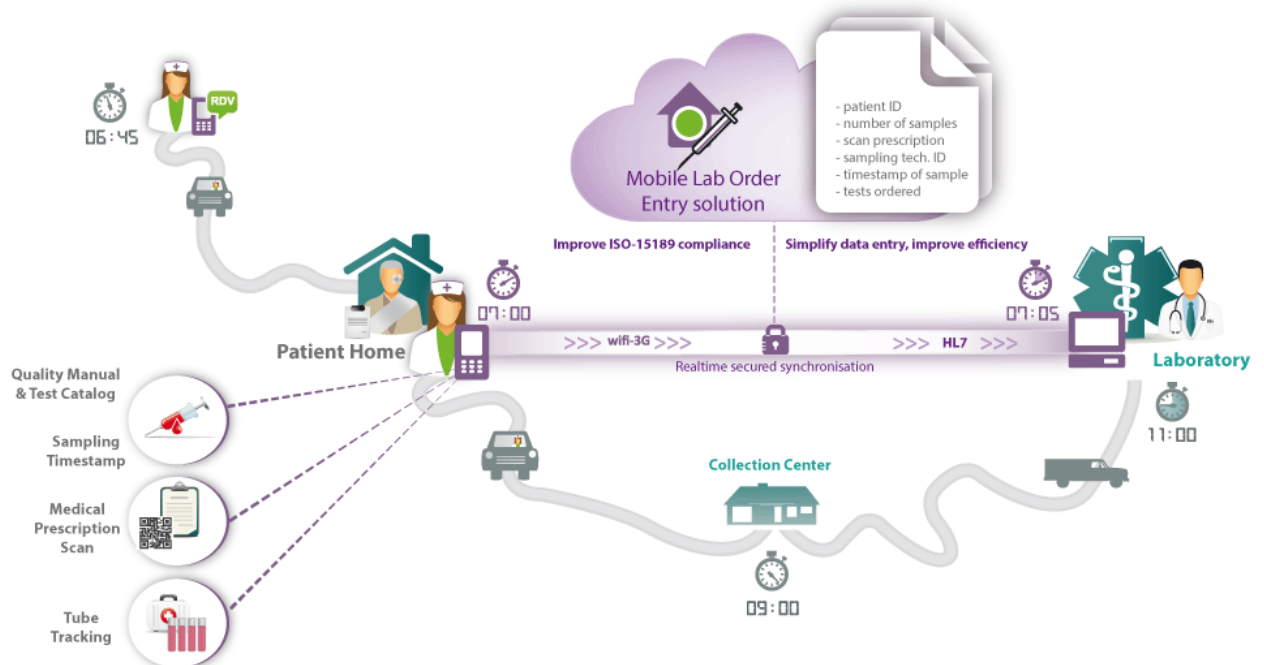 06:45
RDV
- patient ID
- number of samples
- scan prescription
- sampling tech. ID
- timestamp of sample
- tests ordered
Mobile Lab Order
Entry solution
Improve ISO-15189 compliance
Simplify data entry, improve efficiency
07:00
07:05
>>> wifi-3G >>>
>>> HL7 >>>
Realtime secured synchronisation
Patient Home
Laboratory
Quality Manual
& Test Catalog
Sampling
Timestamp
Medical
Prescription
Scan
Tube
Tracking
11:00
Collection Center
09:00